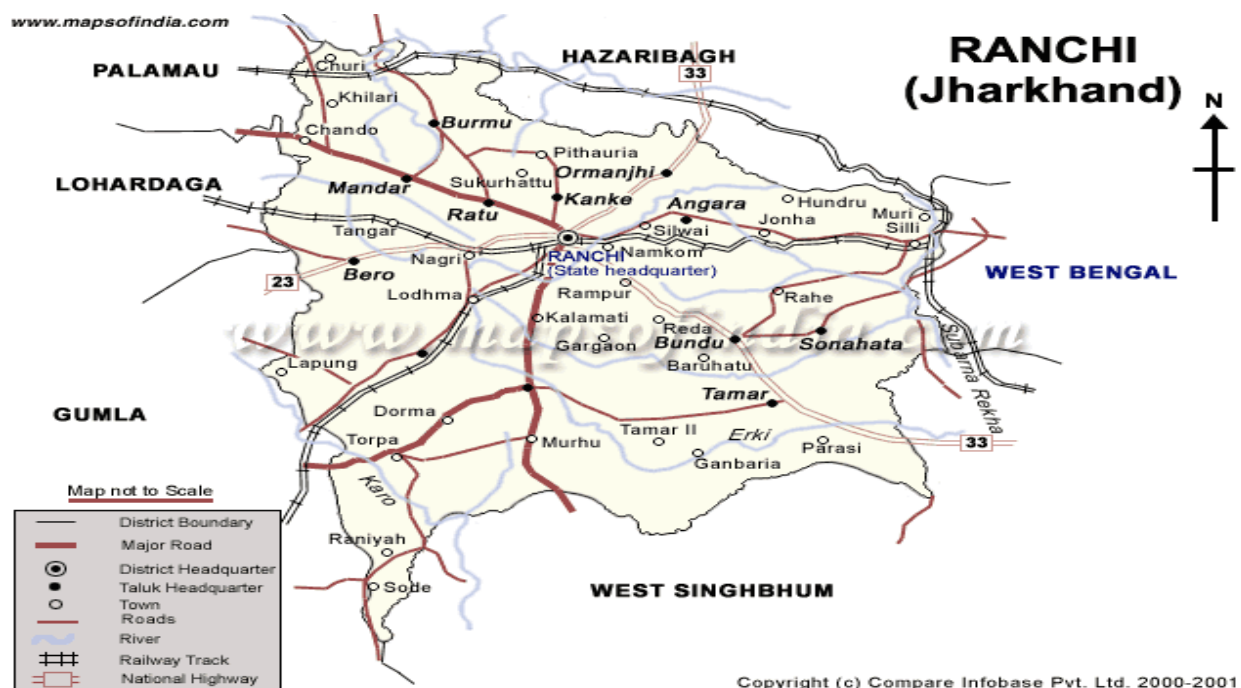 www.mapsofindia.com
RANCHI
(Jharkhand)
HAZARIBAGH
PALAMAU
33
N
Churi
Khilari
Burmu
Chando
Pithauria
Ormanjhi
LOHARDAGA
Mandar
Sukurhattu
Kanke
Hundru
Ratu
Angara
Muri
Jonha
Silli
Tangar
Silwai
Nagri
RANCHI
(State headquarter)
Namkom
WEST BENGAL
Bero
23
Lodhma
Rampur
Rahe
Kalamati
Reda
www.mapsofindia.com
Gargaon
Bundu
Sonahata
Subarna Rekha
Lapung
Baruhatu
Tamar
GUMLA
Dorma
Torpa
Murhu
Tamar II
Erki
Parasi
33
Ganbaria
Karo
Map not to Scale
District Boundary
Major Road
District Headquarter
Taluk Headquarter
Town
Roads
River
Railway Track
National Highway
Raniyah
Sode
WEST SINGHBHUM
Copyright (c) Compare Infobase Pvt. Ltd. 2000-2001